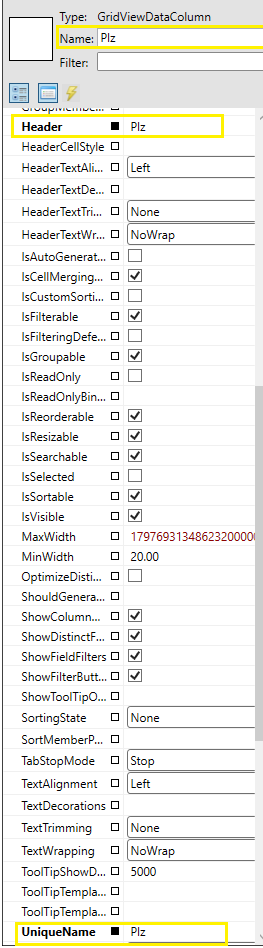 Type: GridViewDataColumn
Name: Plz
Filter:
Header Plz
HeaderCellStyle
HeaderTextAli... Left
HeaderTextDe...
HeaderTextTri... None
HeaderTextWr... NoWrap
IsAutoGenerat...
IsCellMerging...
IsCustomSorti...
IsFilterable
IsFilteringDefe...
IsGroupable
IsReadOnly
IsReadOnlyBin...
IsReorderable
IsResizable
IsSearchable
IsSelected
IsSortable
IsVisible
MaxWidth 1797693134862320000
MinWidth 20.00
OptimizeDisti...
ShouldGenera...
ShowColumn...
ShowDistinctF...
ShowFieldFilters
ShowFilterButt...
ShowToolTipO...
SortingState None
SortMemberP...
TabStopMode Stop
TextAlignment Left
TextDecorations
TextTrimming None
TextWrapping NoWrap
ToolTipShowD... 5000
ToolTipTempla...
ToolTipTempla...
UniqueName Plz